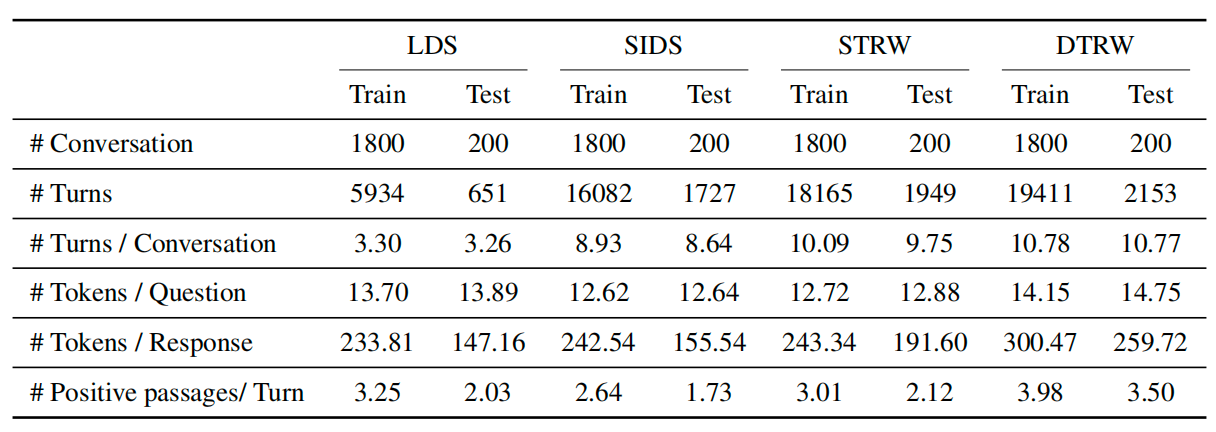 LDS SIDS STRW DTRW
Train Test Train Test Train Test Train Test
# Conversation 1800 200 1800 200 1800 200 1800 200
# Turns 5934 651 16082 1727 18165 1949 19411 2153
# Turns / Conversation 3.30 3.26 8.93 8.64 10.09 9.75 10.78 10.77
# Tokens / Question 13.70 13.89 12.62 12.64 12.72 12.88 14.15 14.75
# Tokens / Response 233.81 147.16 242.54 155.54 243.34 191.60 300.47 259.72
# Positive passages/ Turn 3.25 2.03 2.64 1.73 3.01 2.12 3.98 3.50